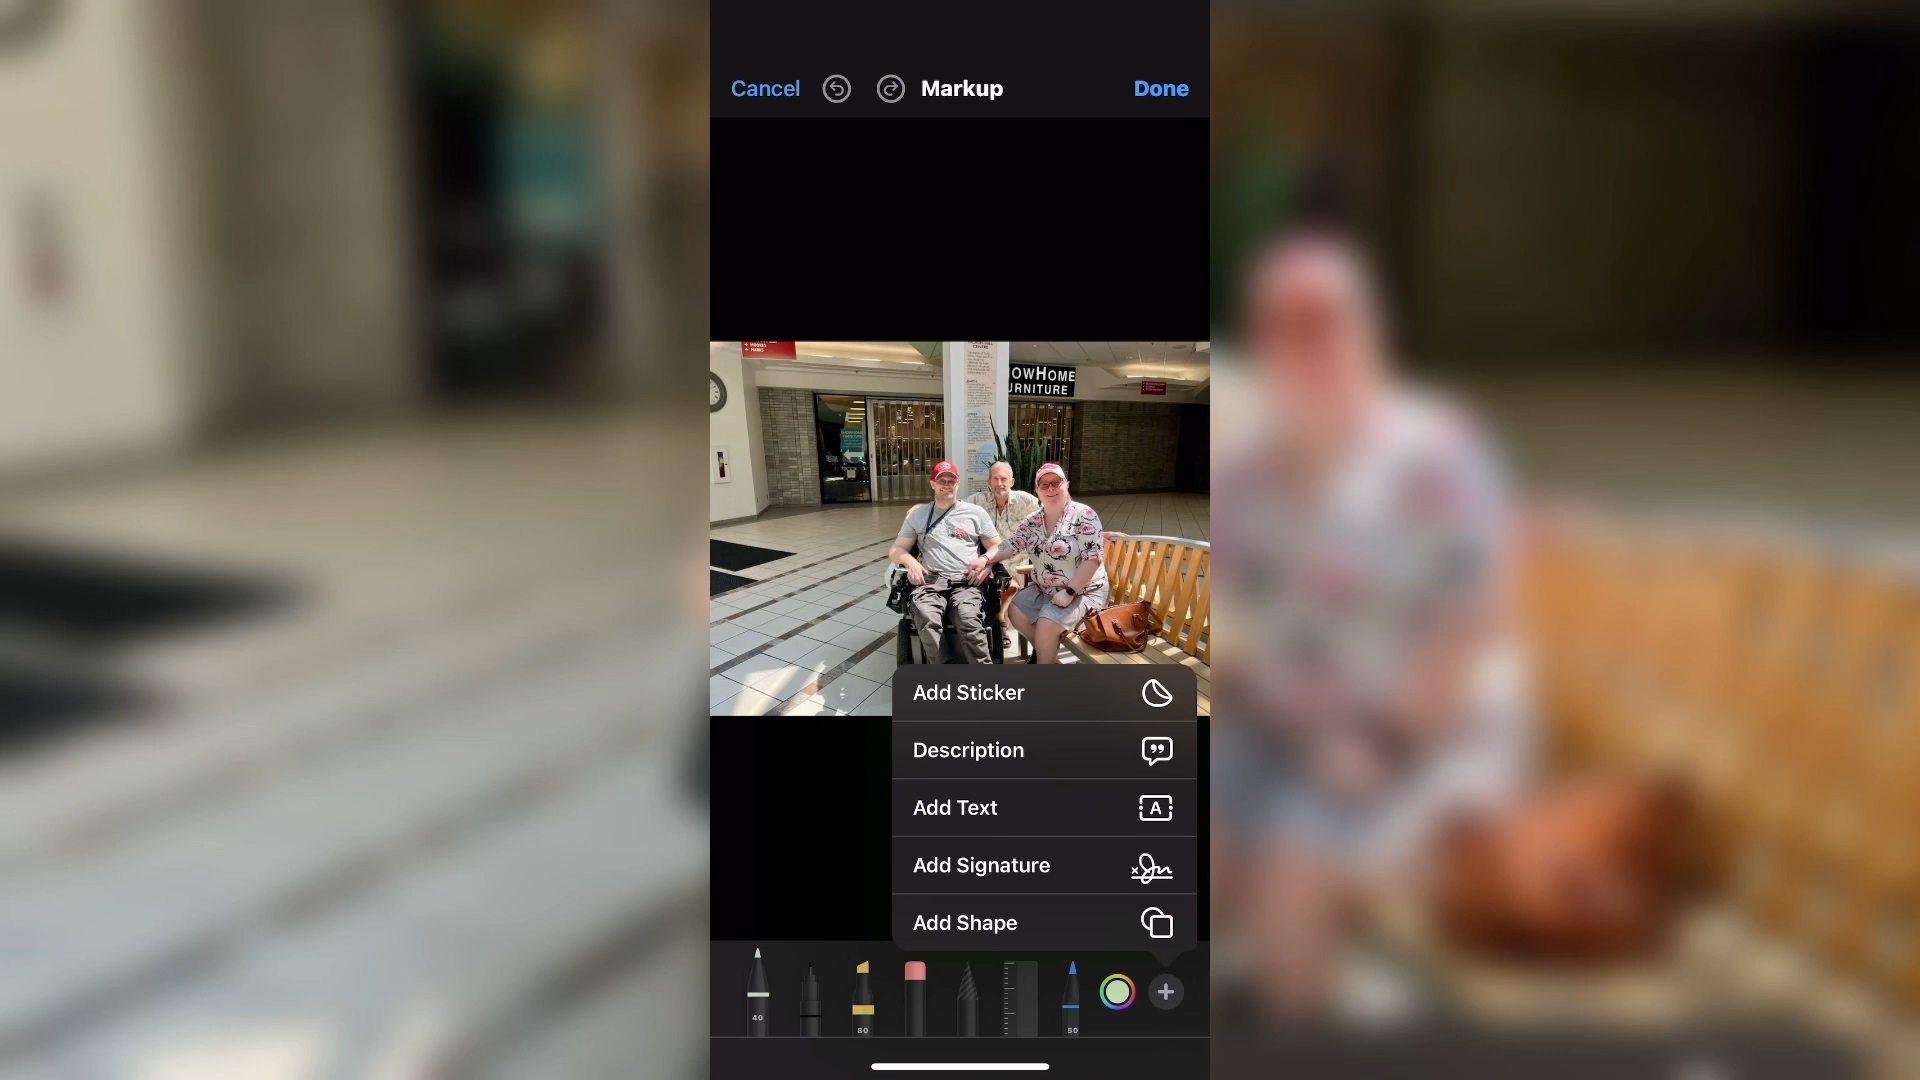 Cancel
Markup
Done
OWHOME
URNITURE
Add Sticker
Description
Add Text
A
Add Signature
Add Shape
40
80
50